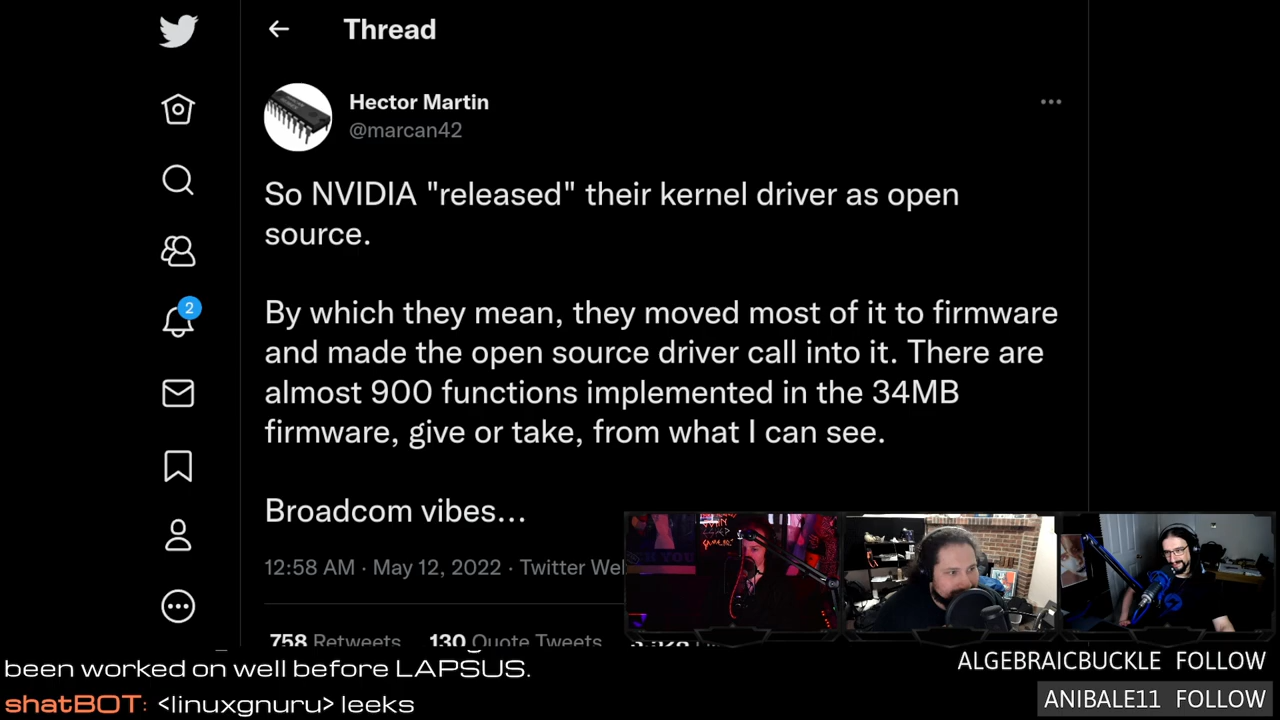 Thread
Hector Martin
@marcan42
So NVIDIA "released" their kernel driver as open
source.
By which they mean, they moved most of it to firmware
and made the open source driver call into it. There are
almost 900 functions implemented in the 34MB
firmware, give or take, from what I can see.
Broadcom vibes...
12:58 AM · May 12, 2022 · Twitter We
758 Retweets 130 Quote Tweets
2
been worked on well before LAPSUS.
shatBOT: <linuxgnuru> leeks
ALGEBRAICBUCKLE FOLLOW
ANIBALE11 FOLLOW